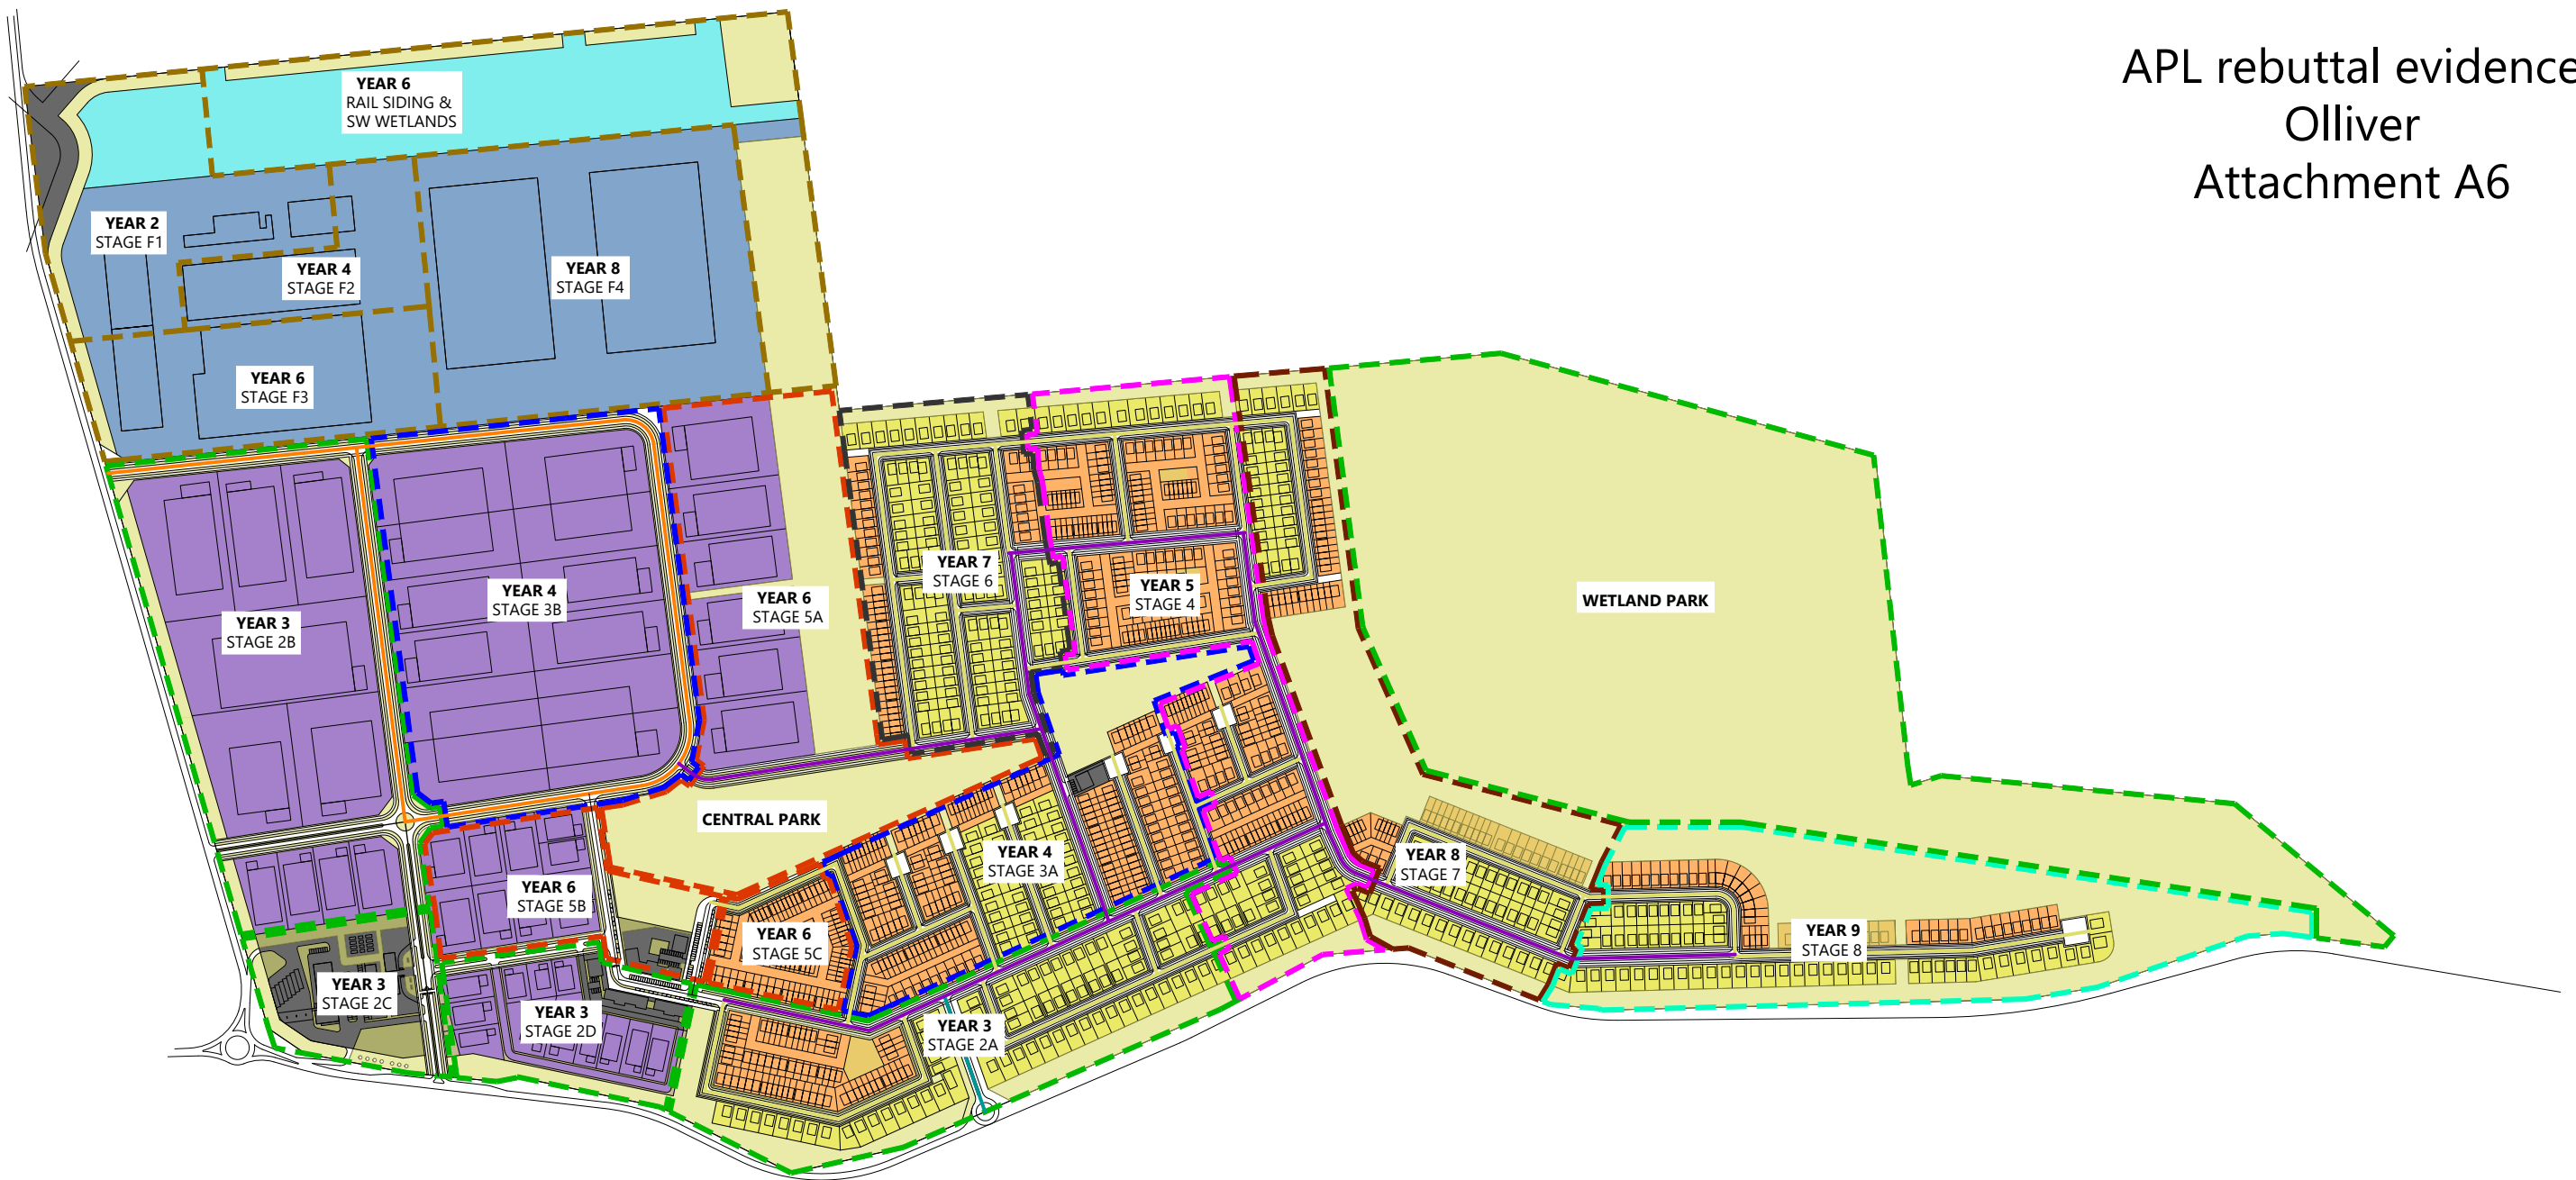 APL rebuttal evidence
Olliver
Attachment A6
YEAR 6
RAIL SIDING &
SW WETLANDS
YEAR 2
STAGE F1
YEAR 4
STAGE F2
YEAR 8
STAGE F4
YEAR 6
STAGE F3
YEAR 3
STAGE 2B
YEAR 4
STAGE 3B
YEAR 6
STAGE 5A
YEAR 7
STAGE 6
YEAR 5
STAGE 4
WETLAND PARK
CENTRAL PARK
YEAR 4
STAGE 3A
YEAR 8
STAGE 7
YEAR 6
STAGE 5B
YEAR 6
STAGE 5C
YEAR 9
STAGE 8
YEAR 3
STAGE 2C
YEAR 3
STAGE 2D
YEAR 3
STAGE 2A